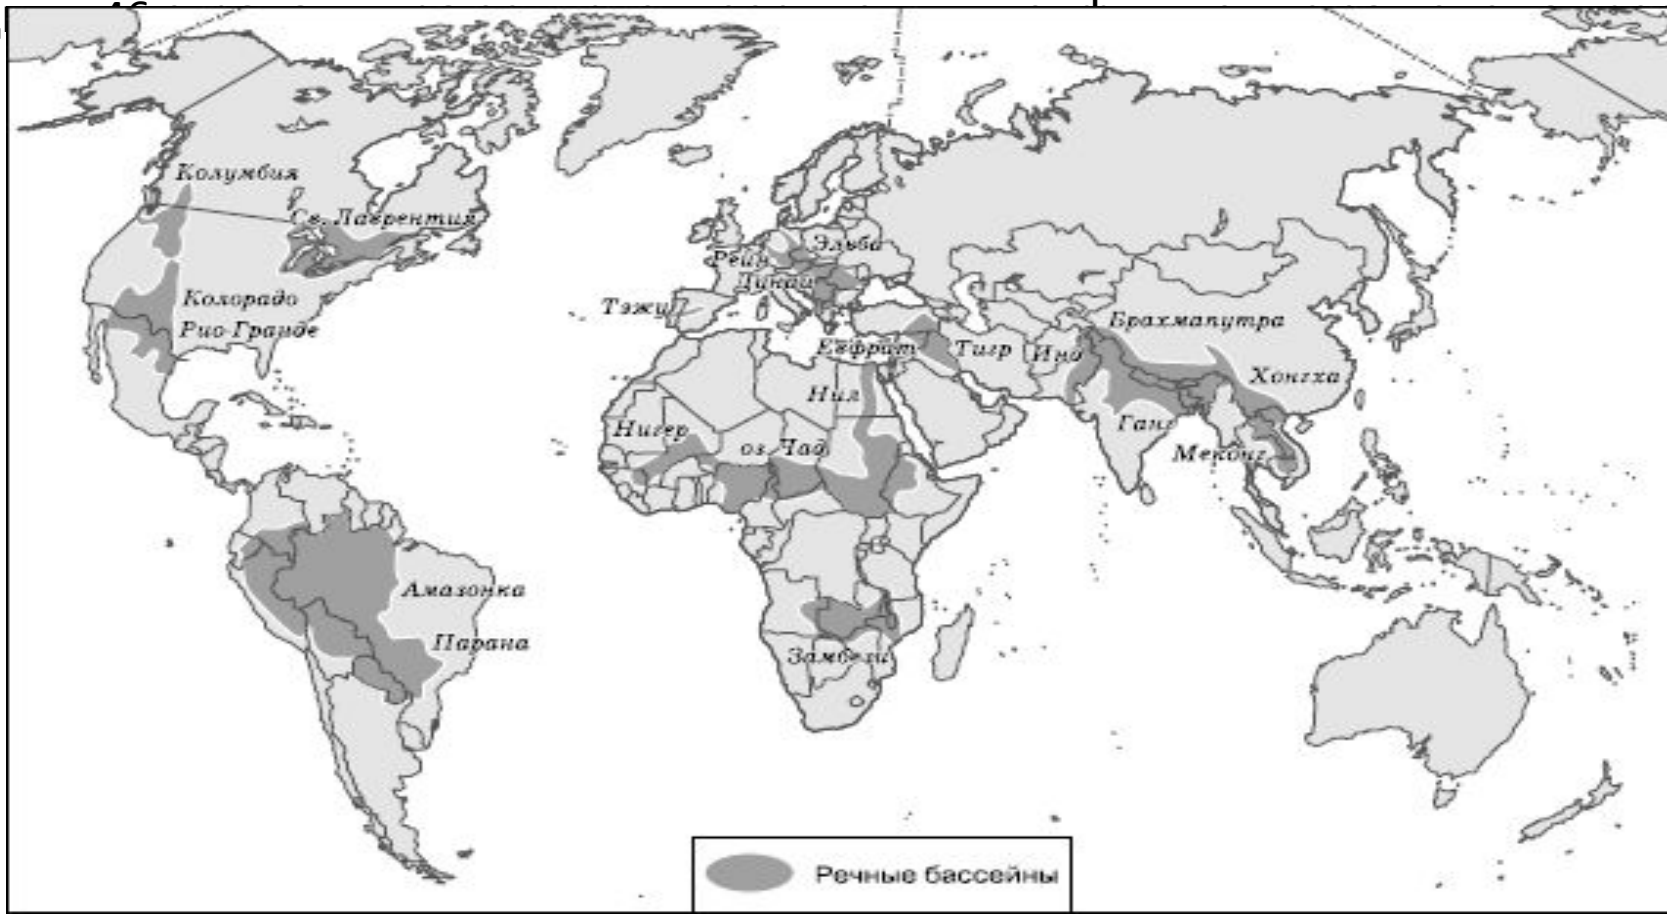 Колумбия
Св. Лаврентия
Колорадо
Рио-Гранде
Амазонка
Парана
Эльба
Рейн
Дунай
Тэжу
Евфрат
Тигр
Инд
Брахмапутра
Хонгха
Ганг
Меконг
Нил
Нигер
оз. Чад
Замбези
Речные бассейны